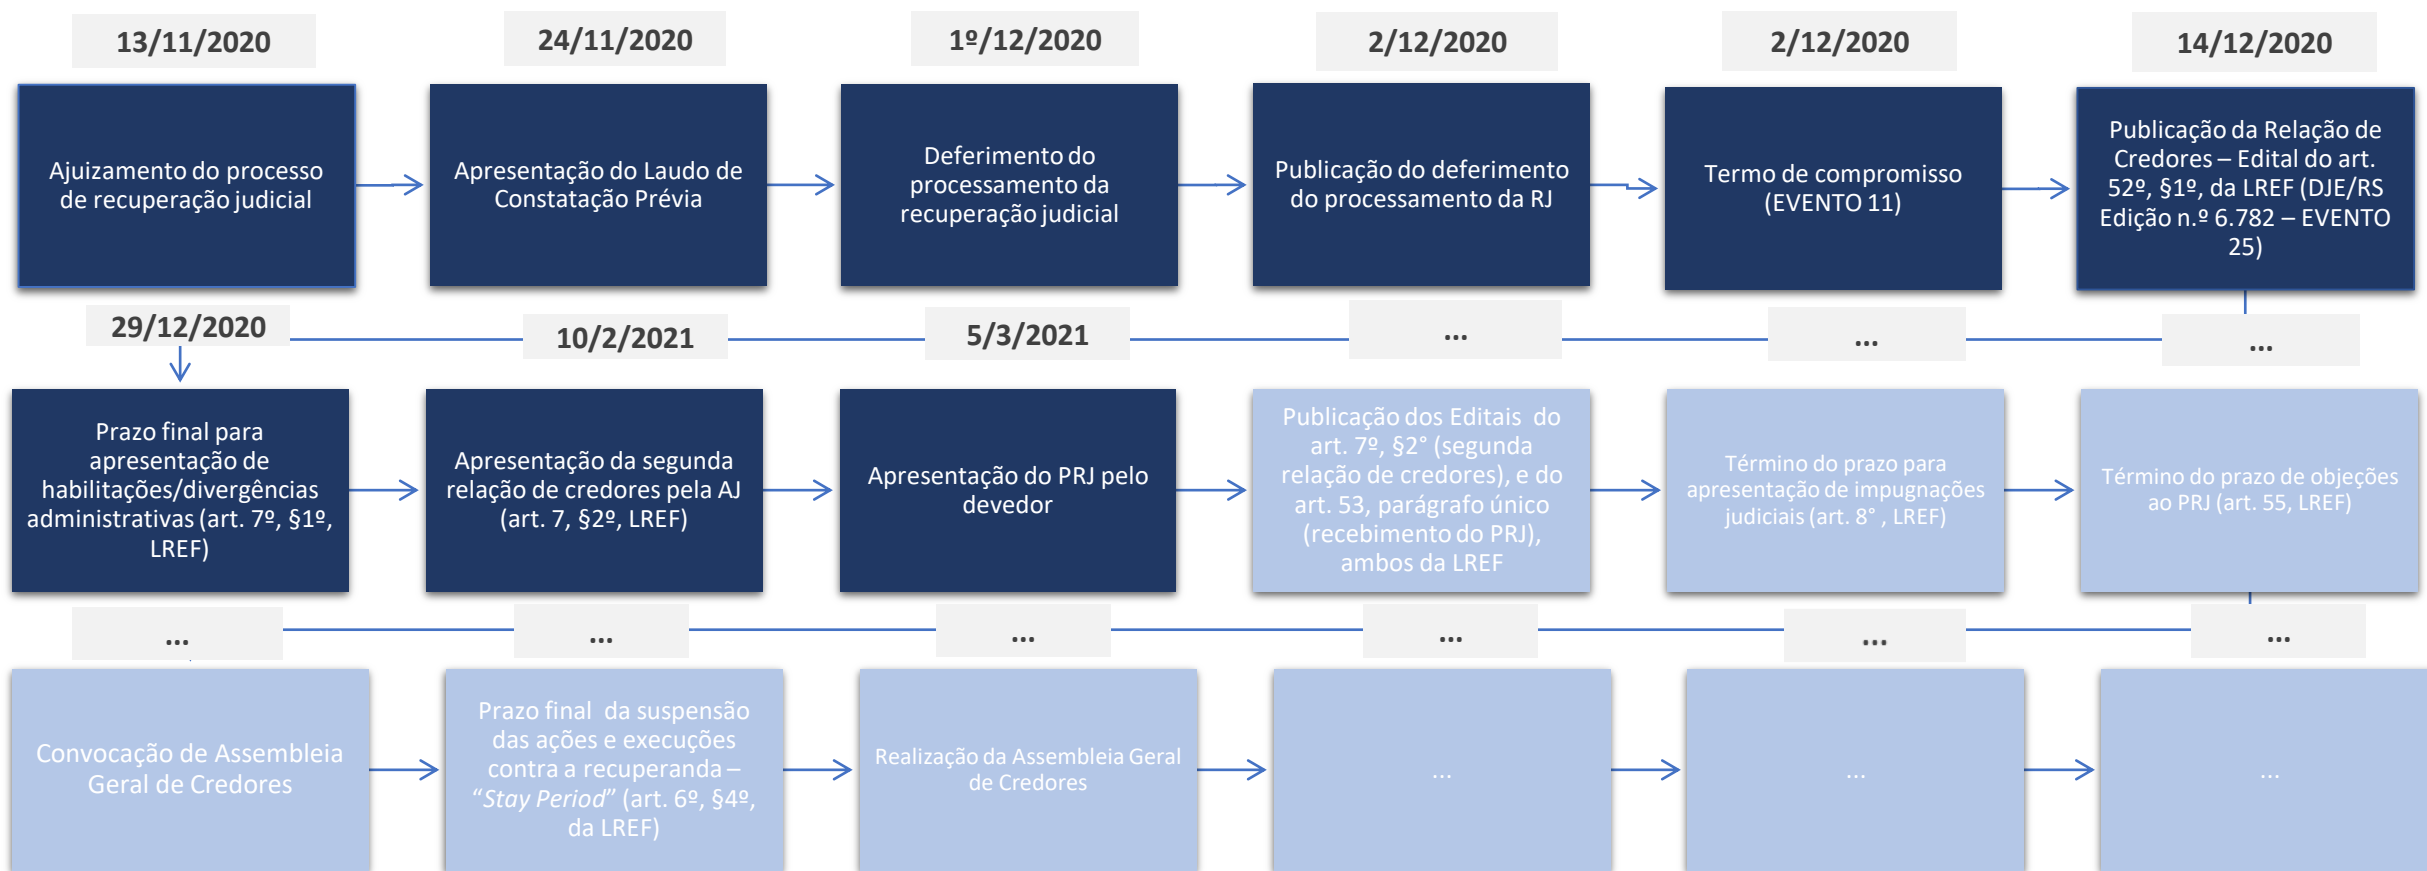 13/11/2020
24/11/2020
1º/12/2020
2/12/2020
2/12/2020
14/12/2020
Ajuizamento do processo
de recuperação judicial
Apresentação do Laudo de
Constatação Prévia
Deferimento do
processamento da
recuperação judicial
Publicação do deferimento
do processamento da RJ
Termo de compromisso
(EVENTO 11)
Publicação da Relação de
Credores – Edital do art.
52º, §1º, da LREF (DJE/RS
Edição n.º 6.782 – EVENTO
25)
29/12/2020
10/2/2021
5/3/2021
...
...
...
Prazo final para
apresentação de
habilitações/divergências
administrativas (art. 7º, §1º,
LREF)
Apresentação da segunda
relação de credores pela AJ
(art. 7, §2º, LREF)
Apresentação do PRJ pelo
devedor
Publicação dos Editais  do
art. 7º, §2° (segunda
relação de credores), e do
art. 53, parágrafo único
(recebimento do PRJ),
ambos da LREF
Término do prazo para
apresentação de impugnações
judiciais (art. 8° , LREF)
Término do prazo de objeções
ao PRJ (art. 55, LREF)
...
...
...
...
...
...
Convocação de Assembleia
Geral de Credores
Prazo final  da suspensão
das ações e execuções
contra a recuperanda –
“Stay Period” (art. 6º, §4º,
da LREF)
Realização da Assembleia Geral
de Credores
...
...
...